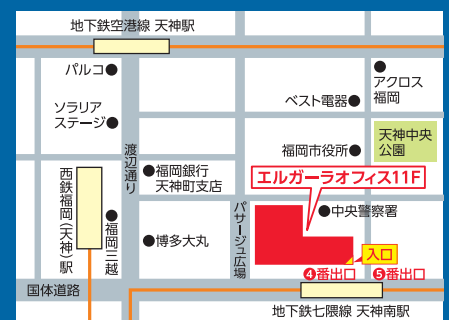 地下鉄空港線 天神駅
パルコ
アクロス
福岡
ベスト電器
ソラリア
ステージ
天神中央
公園
渡辺通り
福岡市役所
福岡銀行
天神町支店
エルガーラオフィス11F
西鉄福岡(天神)駅
福岡三越
パサージュ広場
中央警察署
博多大丸
入口
4番出口
5番出口
国体道路
地下鉄七隈線 天神南駅